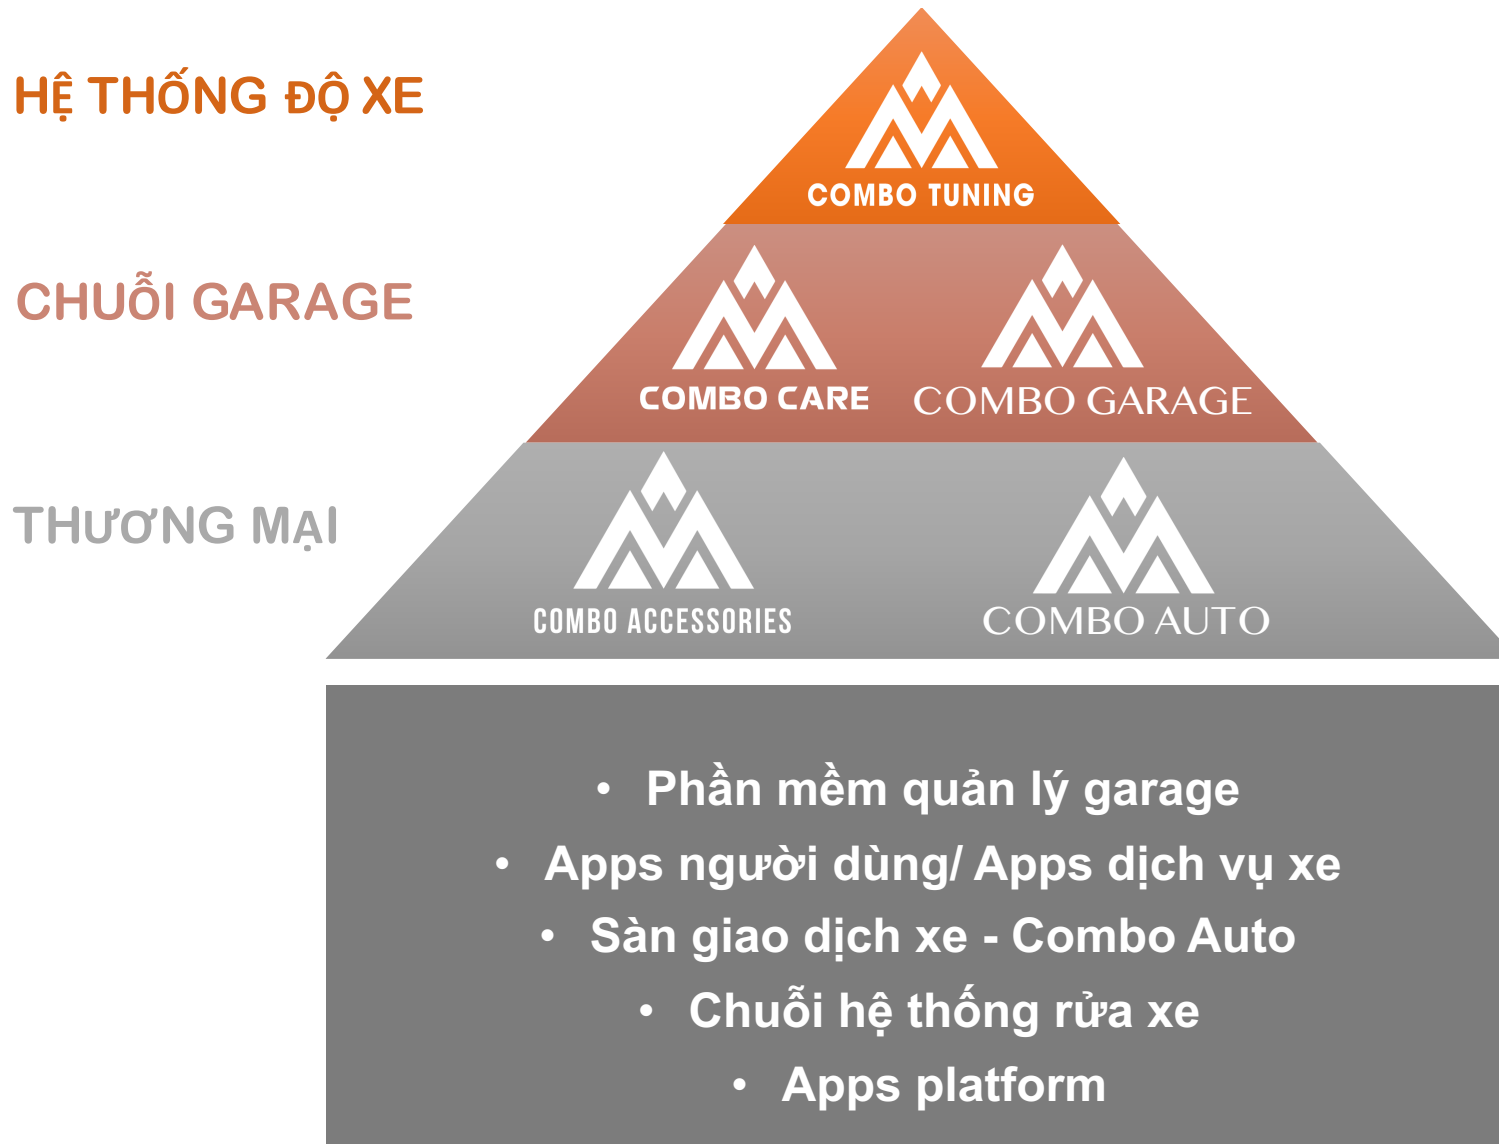 HỆ THỐNG ĐỘ XE
COMBO TUNING
CHUỖI GARAGE
COMBO CARE
COMBO GARAGE
THƯƠNG MẠI
COMBO ACCESSORIES
COMBO AUTO
• Phần mềm quản lý garage
• Apps người dùng/ Apps dịch vụ xe
• Sàn giao dịch xe - Combo Auto
• Chuỗi hệ thống rửa xe
• Apps platform